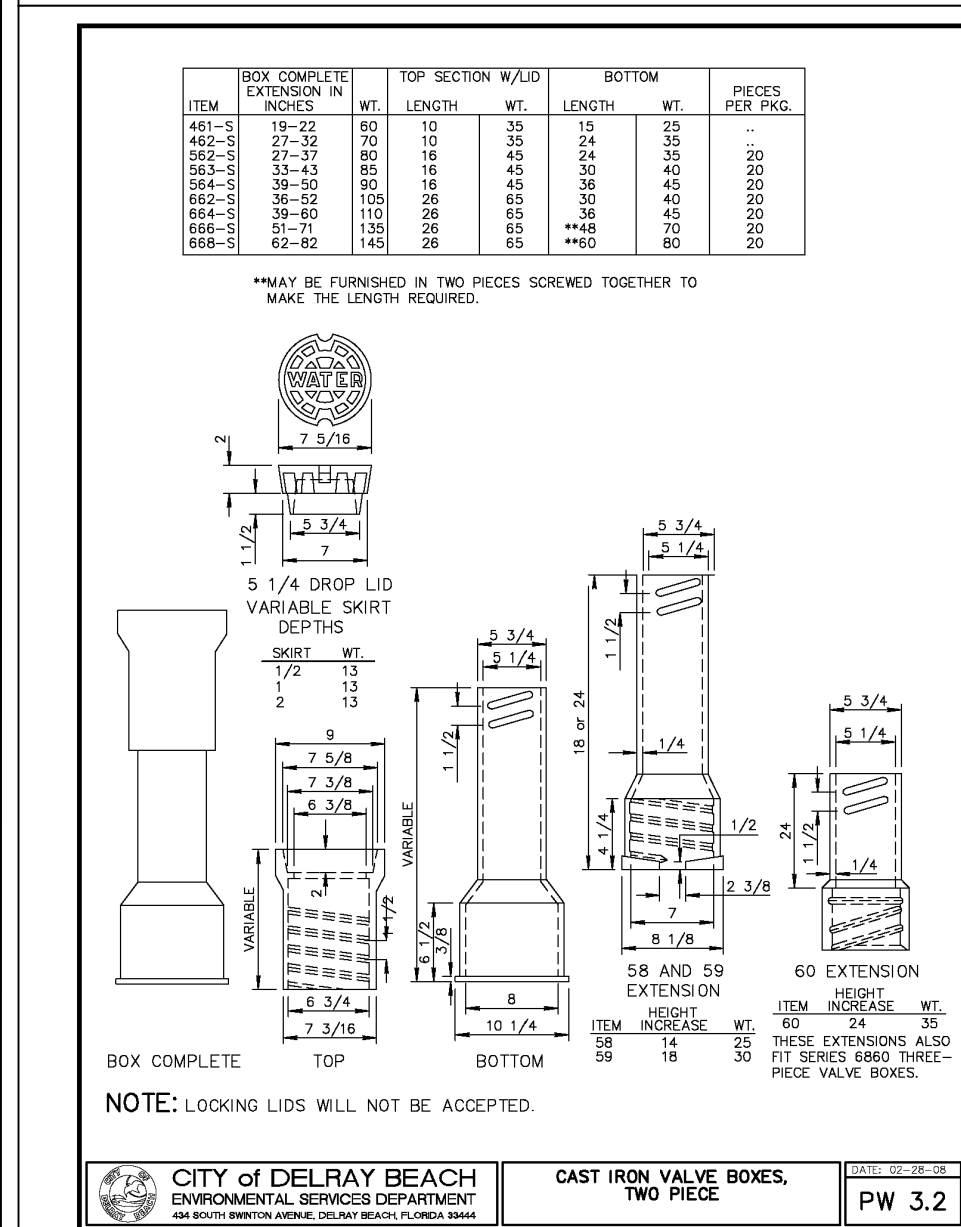 BOX COMPLETE EXTENSION IN INCHES
TOP SECTION W/LID
BOTTOM
ITEM WT. LENGTH WT. LENGTH WT. PIECES PER PKG.
461-S 19-22 60 10 35 15 25 ..
462-S 27-32 70 10 35 24 35 ..
562-S 27-37 80 16 45 24 35 20
563-S 33-43 85 16 45 30 40 20
564-S 39-50 90 16 45 36 45 20
662-S 36-52 105 26 65 30 40 20
664-S 39-60 110 26 65 36 45 20
666-S 51-71 135 26 65 **48 70 20
668-S 62-82 145 26 65 **60 80 20
**MAY BE FURNISHED IN TWO PIECES SCREWED TOGETHER TO
MAKE THE LENGTH REQUIRED.
WATER
7 5/16
2
1 1/2
5 3/4
7
5 1/4 DROP LID
VARIABLE SKIRT
DEPTHS
SKIRT WT.
1/2 13
1 13
2 13
BOX COMPLETE
9
7 5/8
7 3/8
6 3/8
VARIABLE
2
1/2
6 3/4
7 3/16
TOP
5 3/4
5 1/4
1 1/2
VARIABLE
6 1/2
3/8
8
10 1/4
BOTTOM
5 3/4
5 1/4
1 1/2
18 or 24
1/4
4 1/4
1/2
2 3/8
7
8 1/8
58 AND 59
EXTENSION
ITEM HEIGHT INCREASE WT.
58 14 25
59 18 30
5 3/4
5 1/4
24
1 1/2
1/4
60 EXTENSION
ITEM HEIGHT INCREASE WT.
60 24 35
THESE EXTENSIONS ALSO
FIT SERIES 6860 THREE-
PIECE VALVE BOXES.
NOTE: LOCKING LIDS WILL NOT BE ACCEPTED.
CITY OF DELRAY BEACH
CITY of DELRAY BEACH
ENVIRONMENTAL SERVICES DEPARTMENT
434 SOUTH SWINTON AVENUE, DELRAY BEACH, FLORIDA 33444
CAST IRON VALVE BOXES,
TWO PIECE
DATE: 02-28-08
PW 3.2